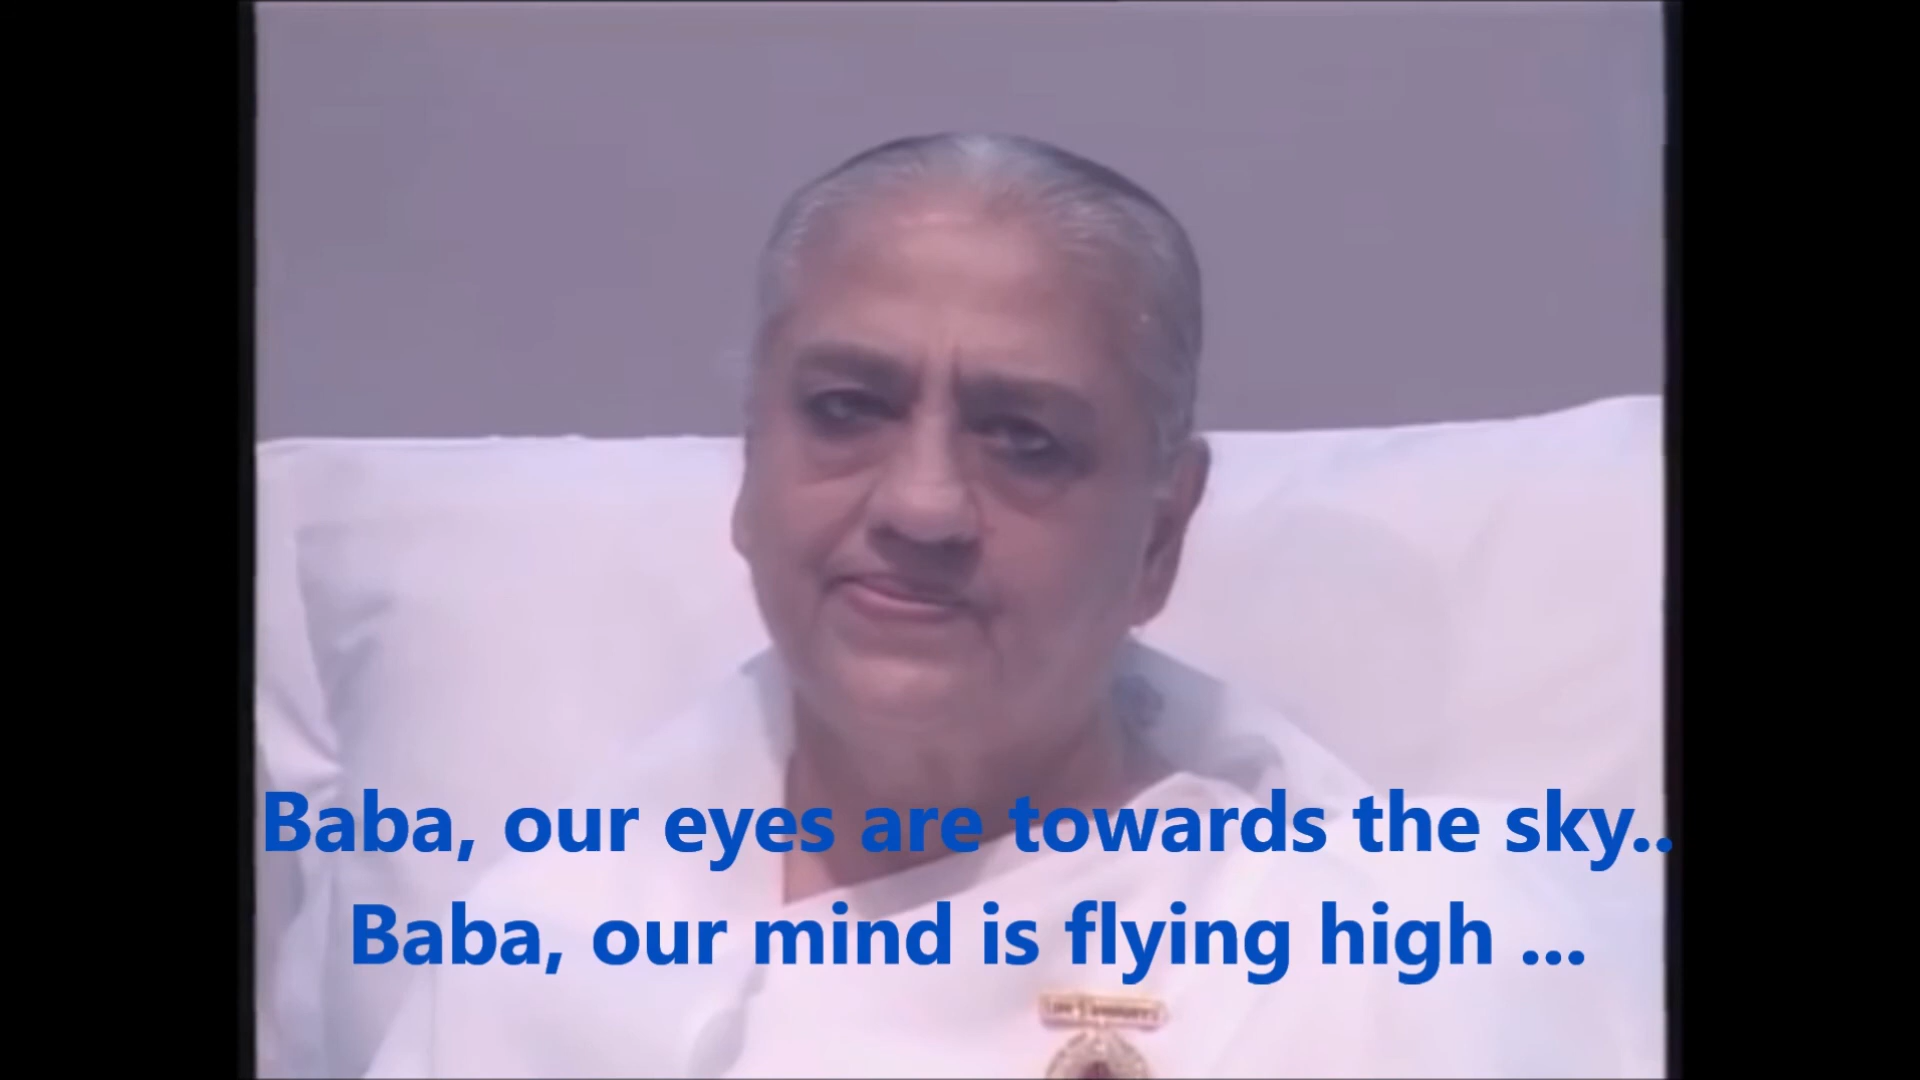 Baba, our eyes are towards the sky..
Baba, our mind is flying high ...